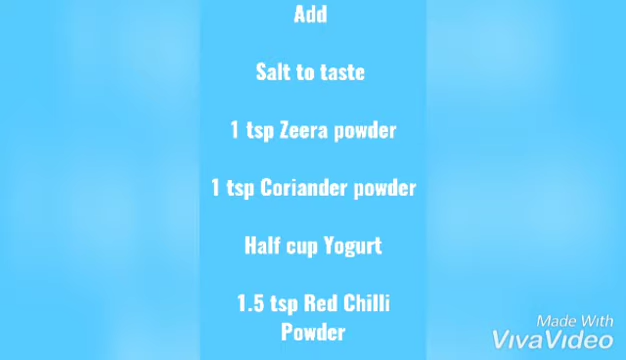 Add
Salt to taste
1 tsp Zeera powder
1 tsp Coriander powder
Half cup Yogurt
1.5 tsp Red Chilli
Powder
Made With
VivaVideo